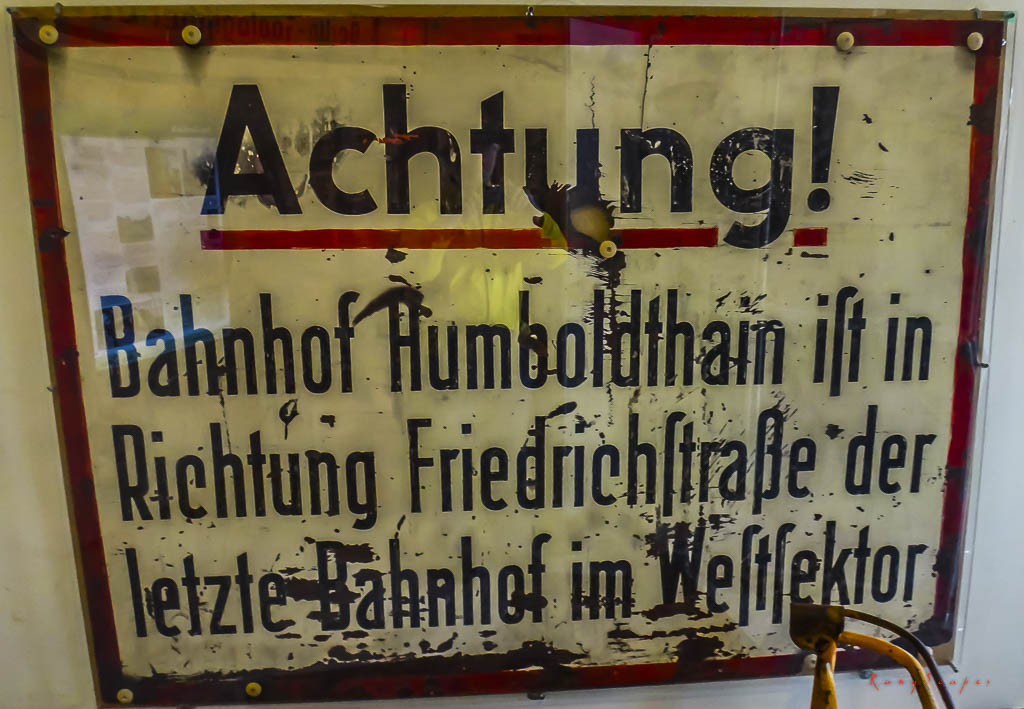 Achtung!
Bahnhof Humboldthain iſt in
Richtung Friedrichſtraße der
letzte Bahnhof im Weſtſektor